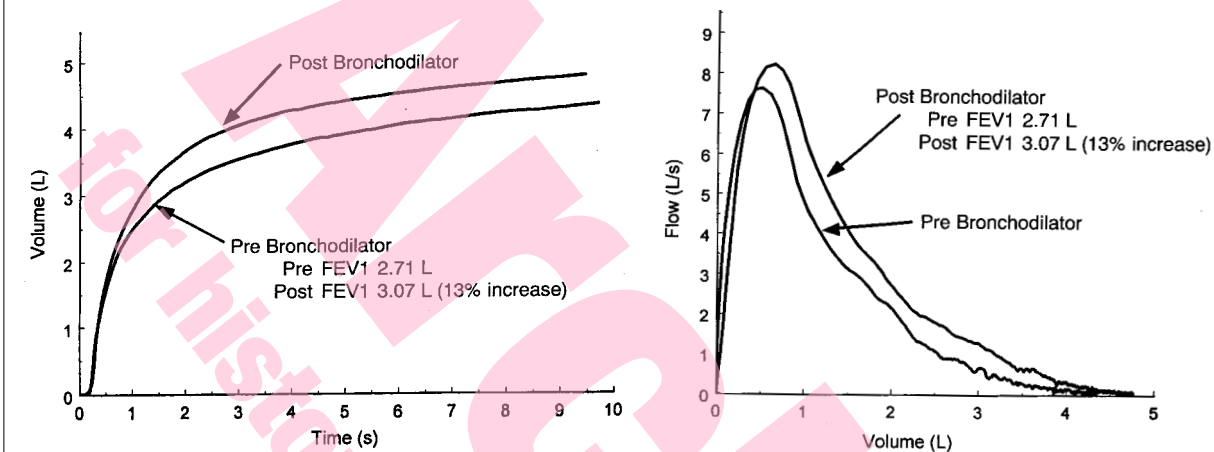 5
4
3
2
1
0
Volume (L)
Post Bronchodilator
Pre Bronchodilator
Pre FEV1 2.71 L
Post FEV1 3.07 L (13% increase)
0 1 2 3 4 5 6 7 8 9 10
Time (s)
9
8
7
6
5
4
3
2
1
0
Flow (L/s)
Post Bronchodilator
Pre FEV1 2.71 L
Post FEV1 3.07 L (13% increase)
Pre Bronchodilator
0 1 2 3 4 5
Volume (L)
Arc
for histo